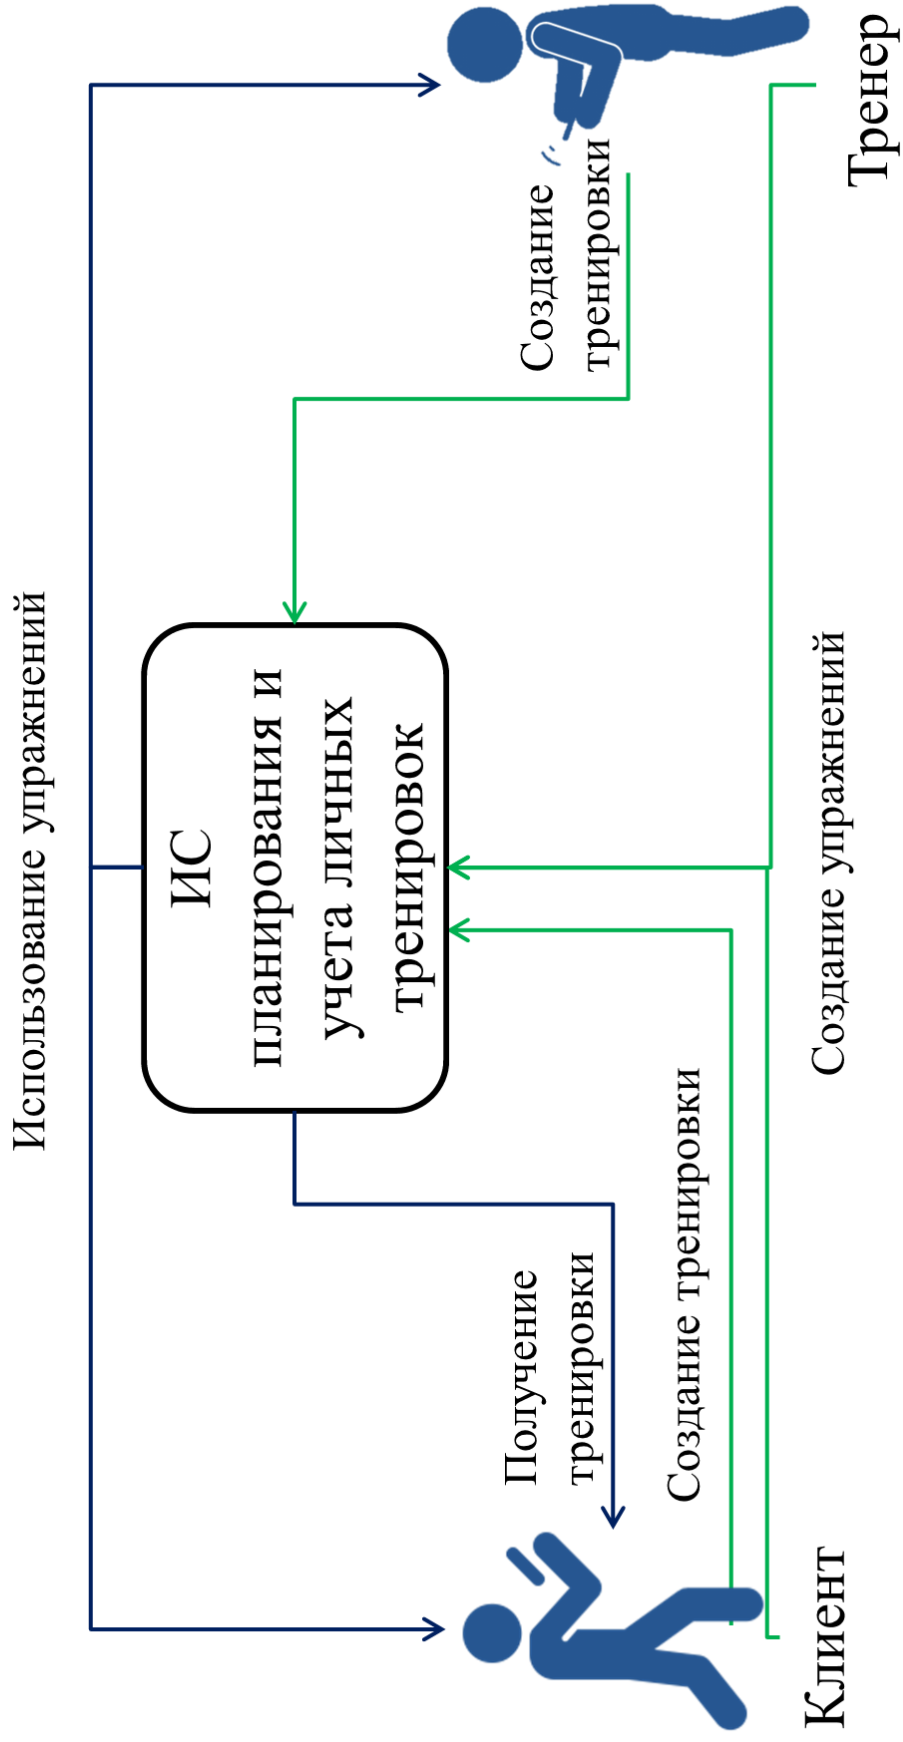 Использование упражнений
ИС
планирования и
учета личных
тренировок
Получение
тренировки
Создание
тренировки
Создание тренировки
Создание упражнений
Клиент
Тренер